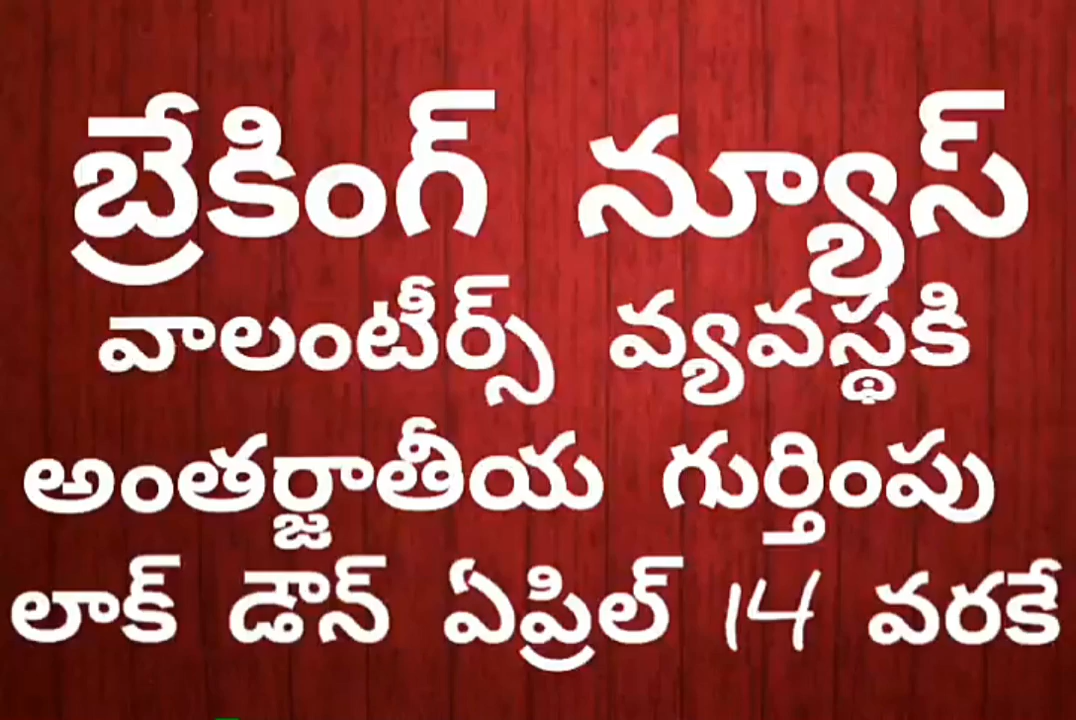 బ్రేకింగ్ న్యూస్
వాలంటీర్స్ వ్యవస్థకి
అంతర్జాతీయ గుర్తింపు
లాక్ డౌన్ ఏప్రిల్ 14 వరకే